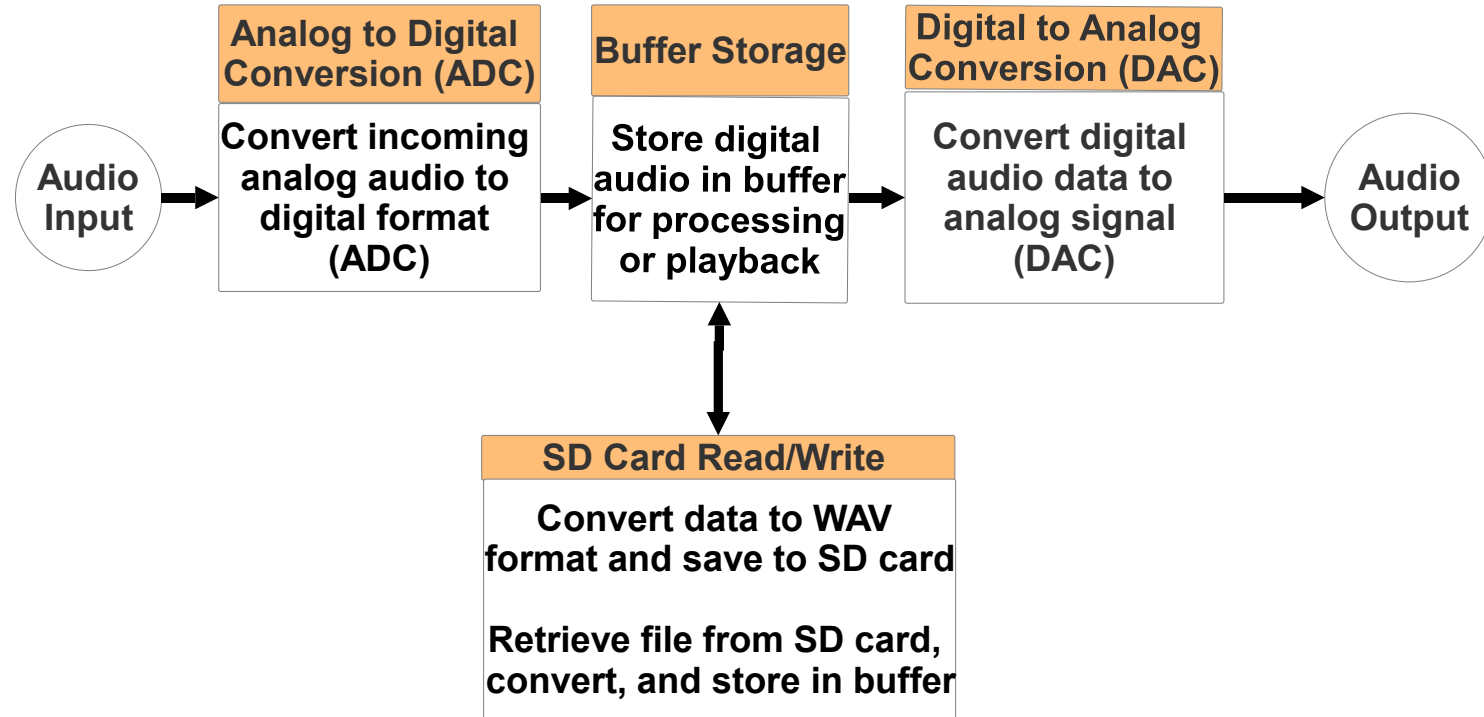 Audio
Input
Analog to Digital
Conversion (ADC)
Convert incoming
analog audio to
digital format
(ADC)
Buffer Storage
Store digital
audio in buffer
for processing
or playback
Digital to Analog
Conversion (DAC)
Convert digital
audio data to
analog signal
(DAC)
Audio
Output
SD Card Read/Write
Convert data to WAV
format and save to SD card
Retrieve file from SD card,
convert, and store in buffer